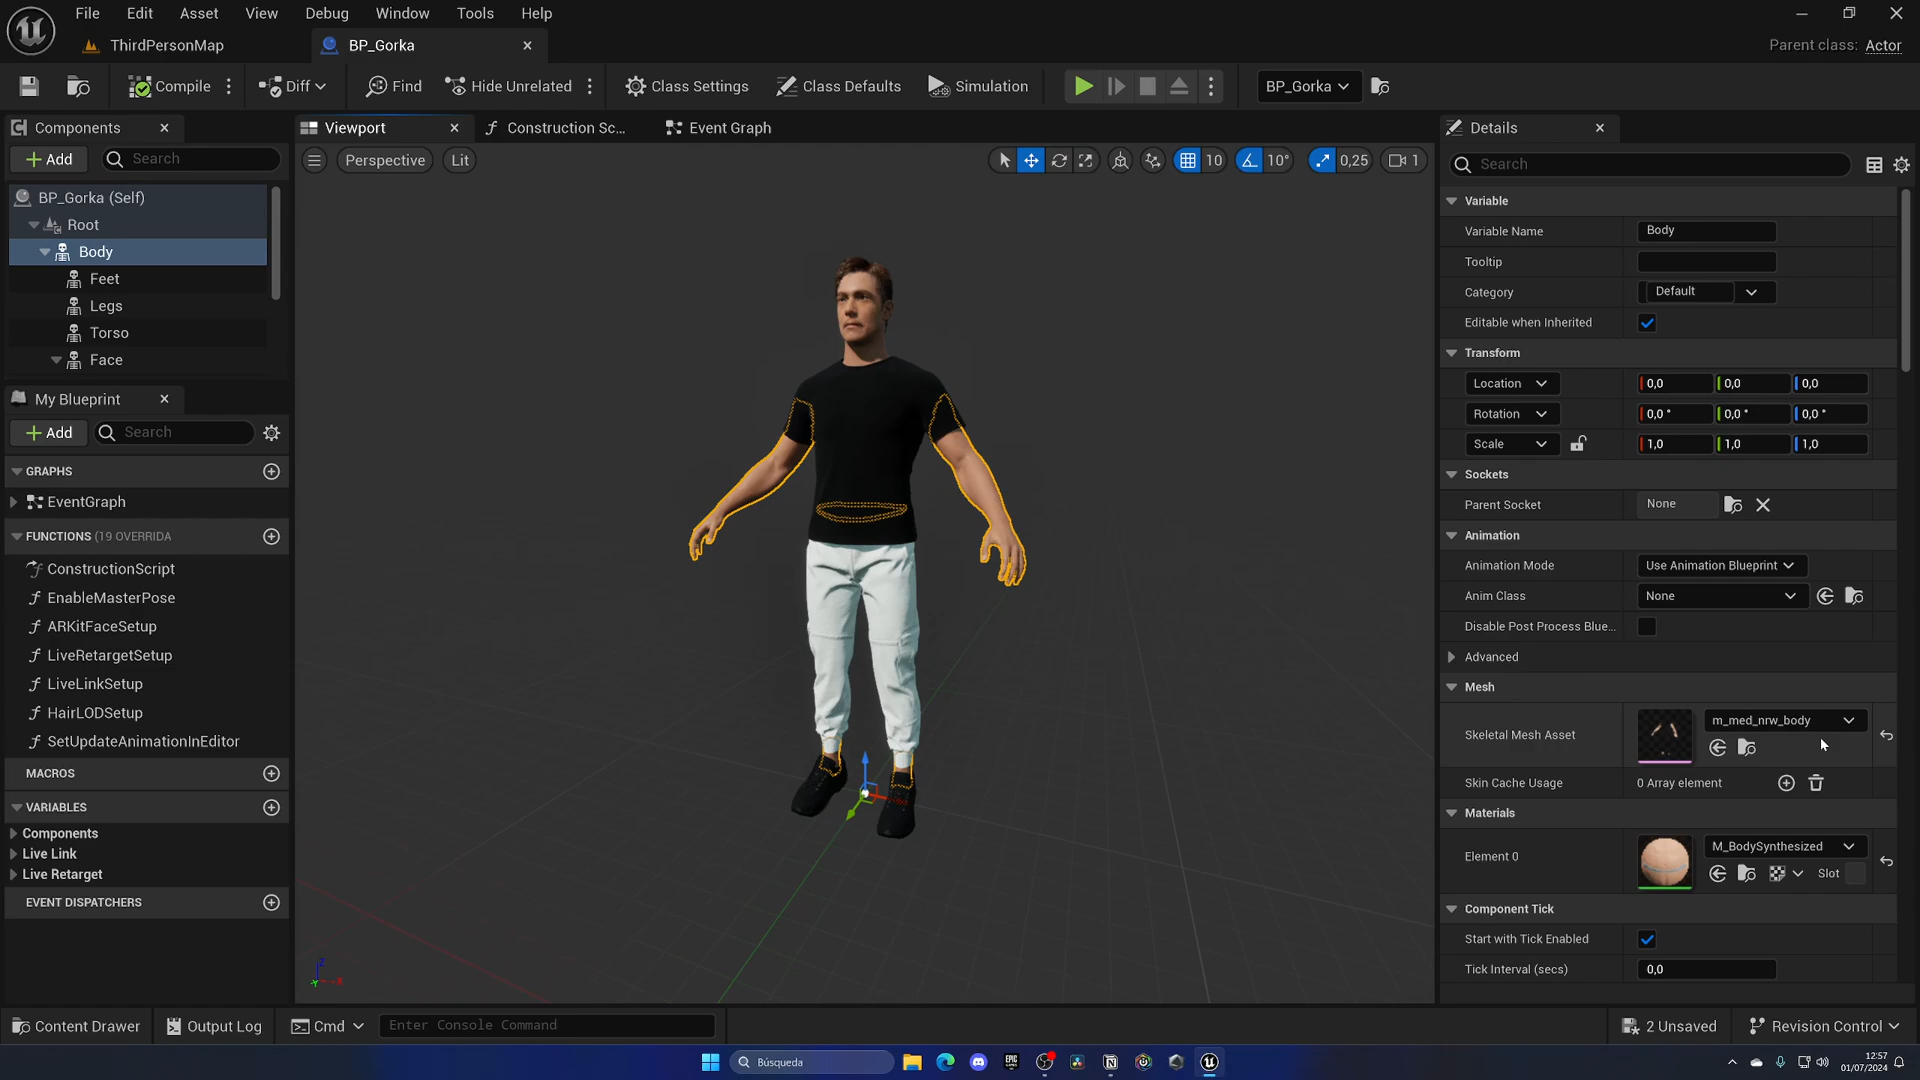 File Edit Asset View Debug Window Tools Help
ThirdPersonMap BP_Gorka
Parent class: Actor
Compile Diff Find Hide Unrelated Class Settings Class Defaults Simulation BP_Gorka
Components
Add Search
BP_Gorka (Self)
Root
Body
Feet
Legs
Torso
Face
My Blueprint
Add Search
GRAPHS
EventGraph
FUNCTIONS (19 OVERRIDA
ConstructionScript
EnableMasterPose
ARKitFaceSetup
LiveRetargetSetup
LiveLinkSetup
HairLODSetup
SetUpdateAnimationInEditor
MACROS
VARIABLES
Components
Live Link
Live Retarget
EVENT DISPATCHERS
Viewport Construction Sc... Event Graph
Perspective Lit 10 10° 0,25 1
Z
X
Y
Details
Search
Variable
Variable Name Body
Tooltip
Category Default
Editable when Inherited
Transform
Location 0,0 0,0 0,0
Rotation 0,0 ° 0,0 ° 0,0 °
Scale 1,0 1,0 1,0
Sockets
Parent Socket None
Animation
Animation Mode Use Animation Blueprint
Anim Class None
Disable Post Process Blue...
Advanced
Mesh
Skeletal Mesh Asset m_med_nrw_body
Skin Cache Usage 0 Array element
Materials
Element 0 M_BodySynthesized
Slot
Component Tick
Start with Tick Enabled
Tick Interval (secs) 0,0
Content Drawer Output Log Cmd Enter Console Command 2 Unsaved Revision Control
Búsqueda
EPIC
12:57
01/07/2024